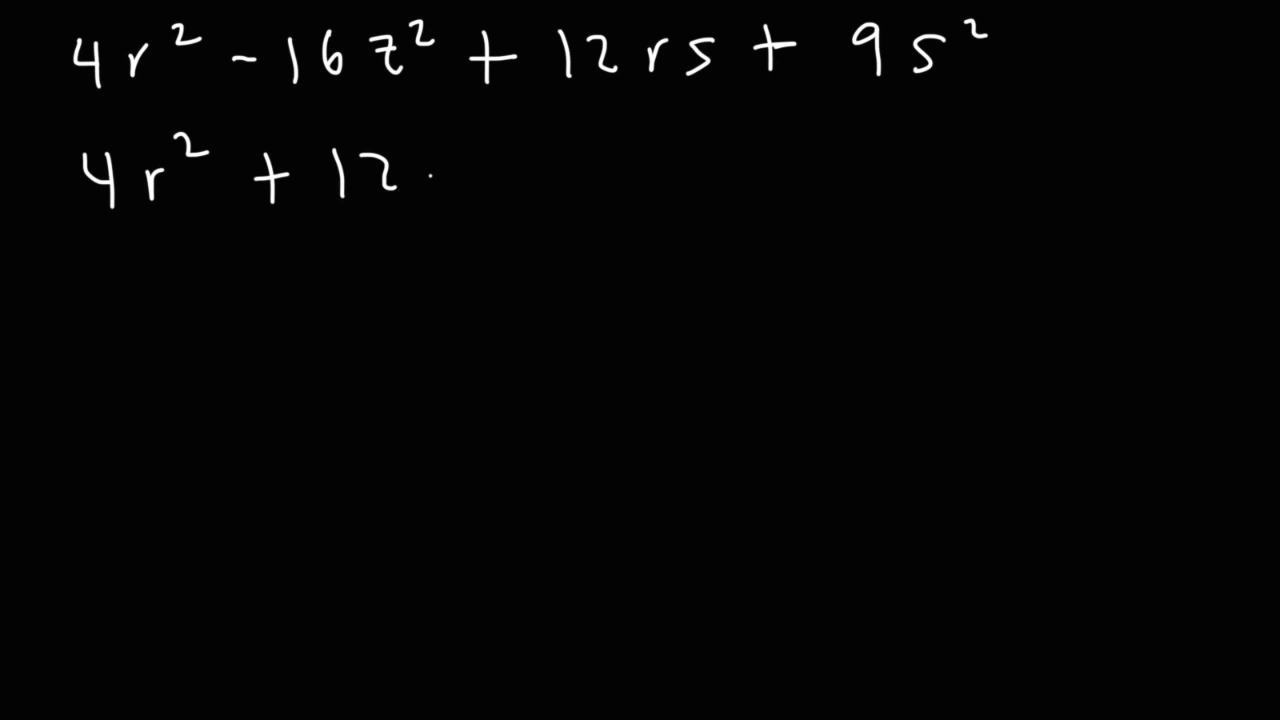 4r² - 16z² + 12rs + 9s²
4r² + 12